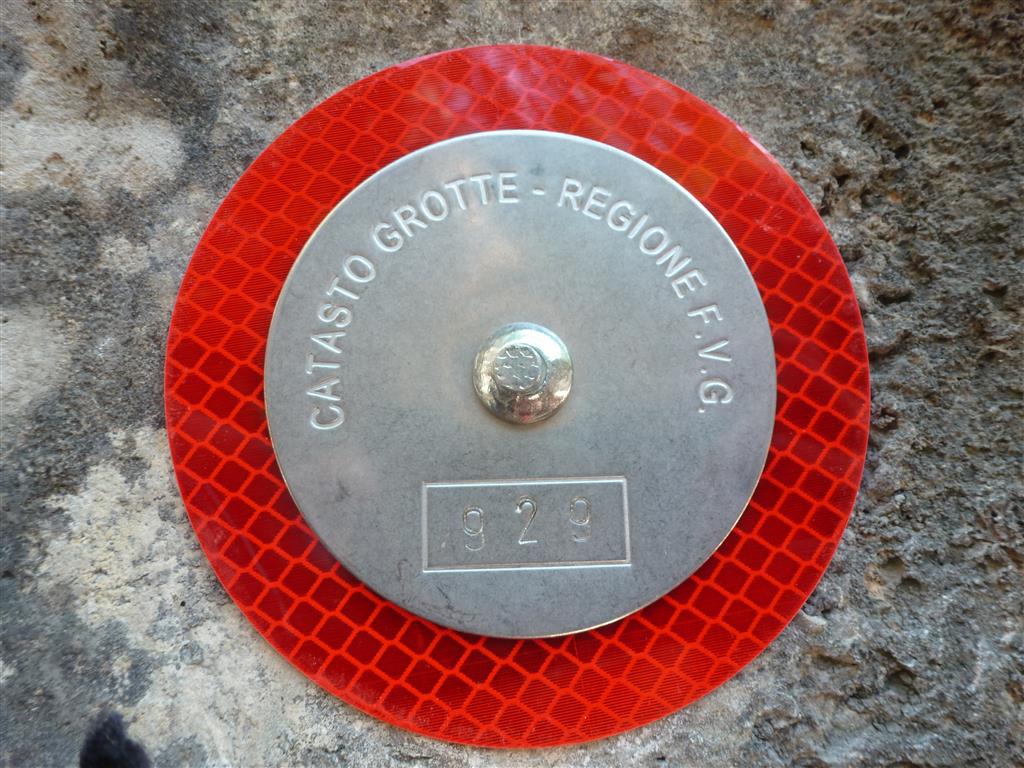 CATASTO GROTTE - REGIONE F.V.G.
929